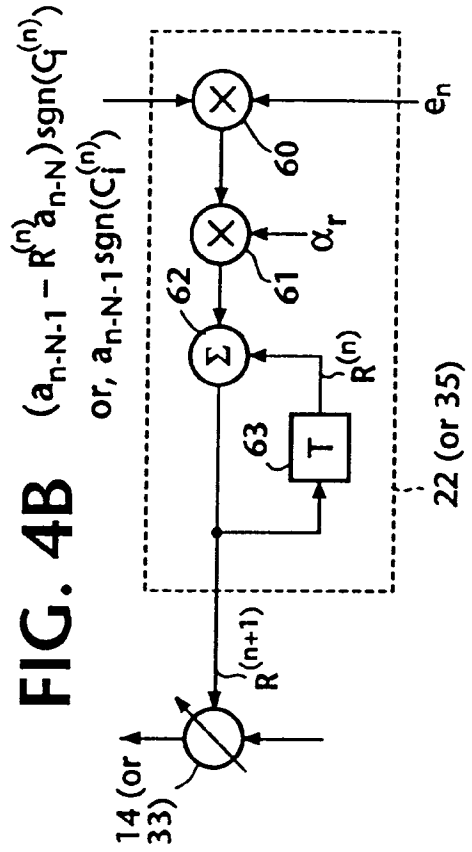 FIG. 4B
(a_{n-N-1} – R^{(n)} a_{n-N})sgn(C_i^{(n)})
or, a_{n-N-1}sgn(C_i^{(n)})
14 (or
33)
R^{(n+1)}
62
Σ
63
T
R^{(n)}
×
61
α_r
×
60
e_n
22 (or 35)